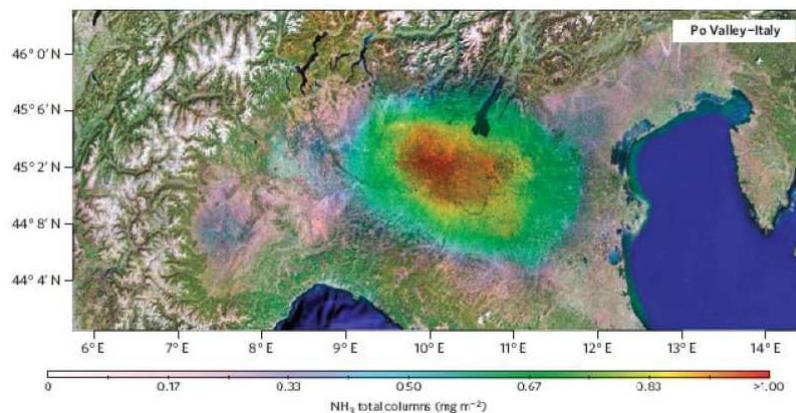 Po Valley–Italy
46° 0′ N
45° 6′ N
45° 2′ N
44° 8′ N
44° 4′ N
6° E 7° E 8° E 9° E 10° E 11° E 12° E 13° E 14° E
0 0.17 0.33 0.50 0.67 0.83 >1.00
NH₃ total columns (mg m⁻²)